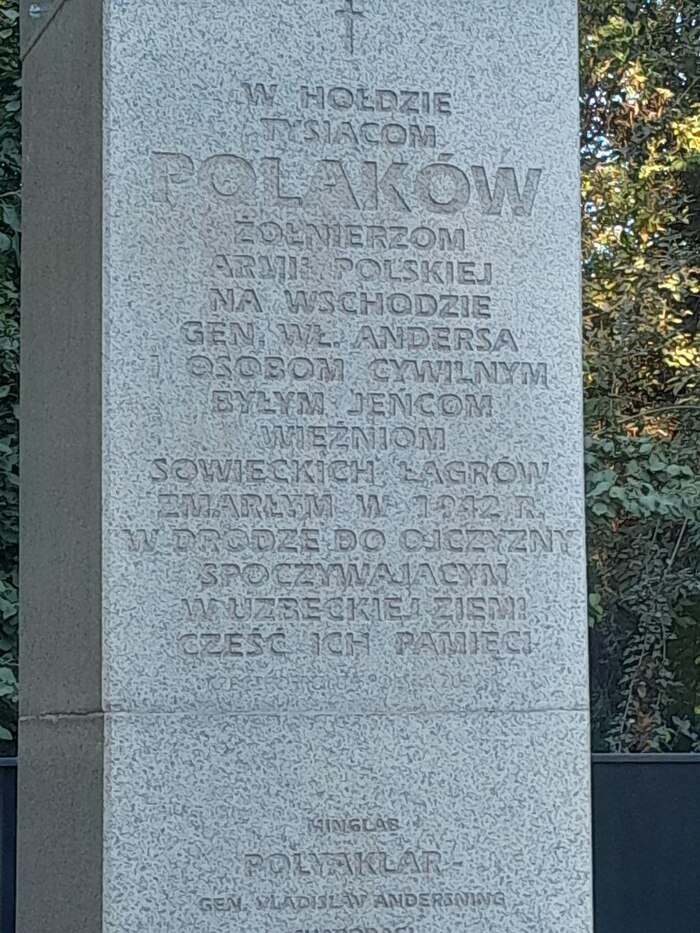 W HOŁDZIE
TYSIĄCOM
POLAKÓW
ŻOŁNIERZOM
ARMII POLSKIEJ
NA WSCHODZIE
GEN. WŁ. ANDERSA
I OSOBOM CYWILNYM
BYŁYM JEŃCOM
WIĘŹNIOM
SOWIECKICH ŁAGRÓW
ZMARŁYM W 1942 R.
W DRODZE DO OJCZYZNY
SPOCZYWAJĄCYM
W UZBECKIEJ ZIEMI
CZEŚĆ ICH PAMIĘCI
MINGLAB
POLYAKLAR
GEN. VLADISLAV ANDERSNING